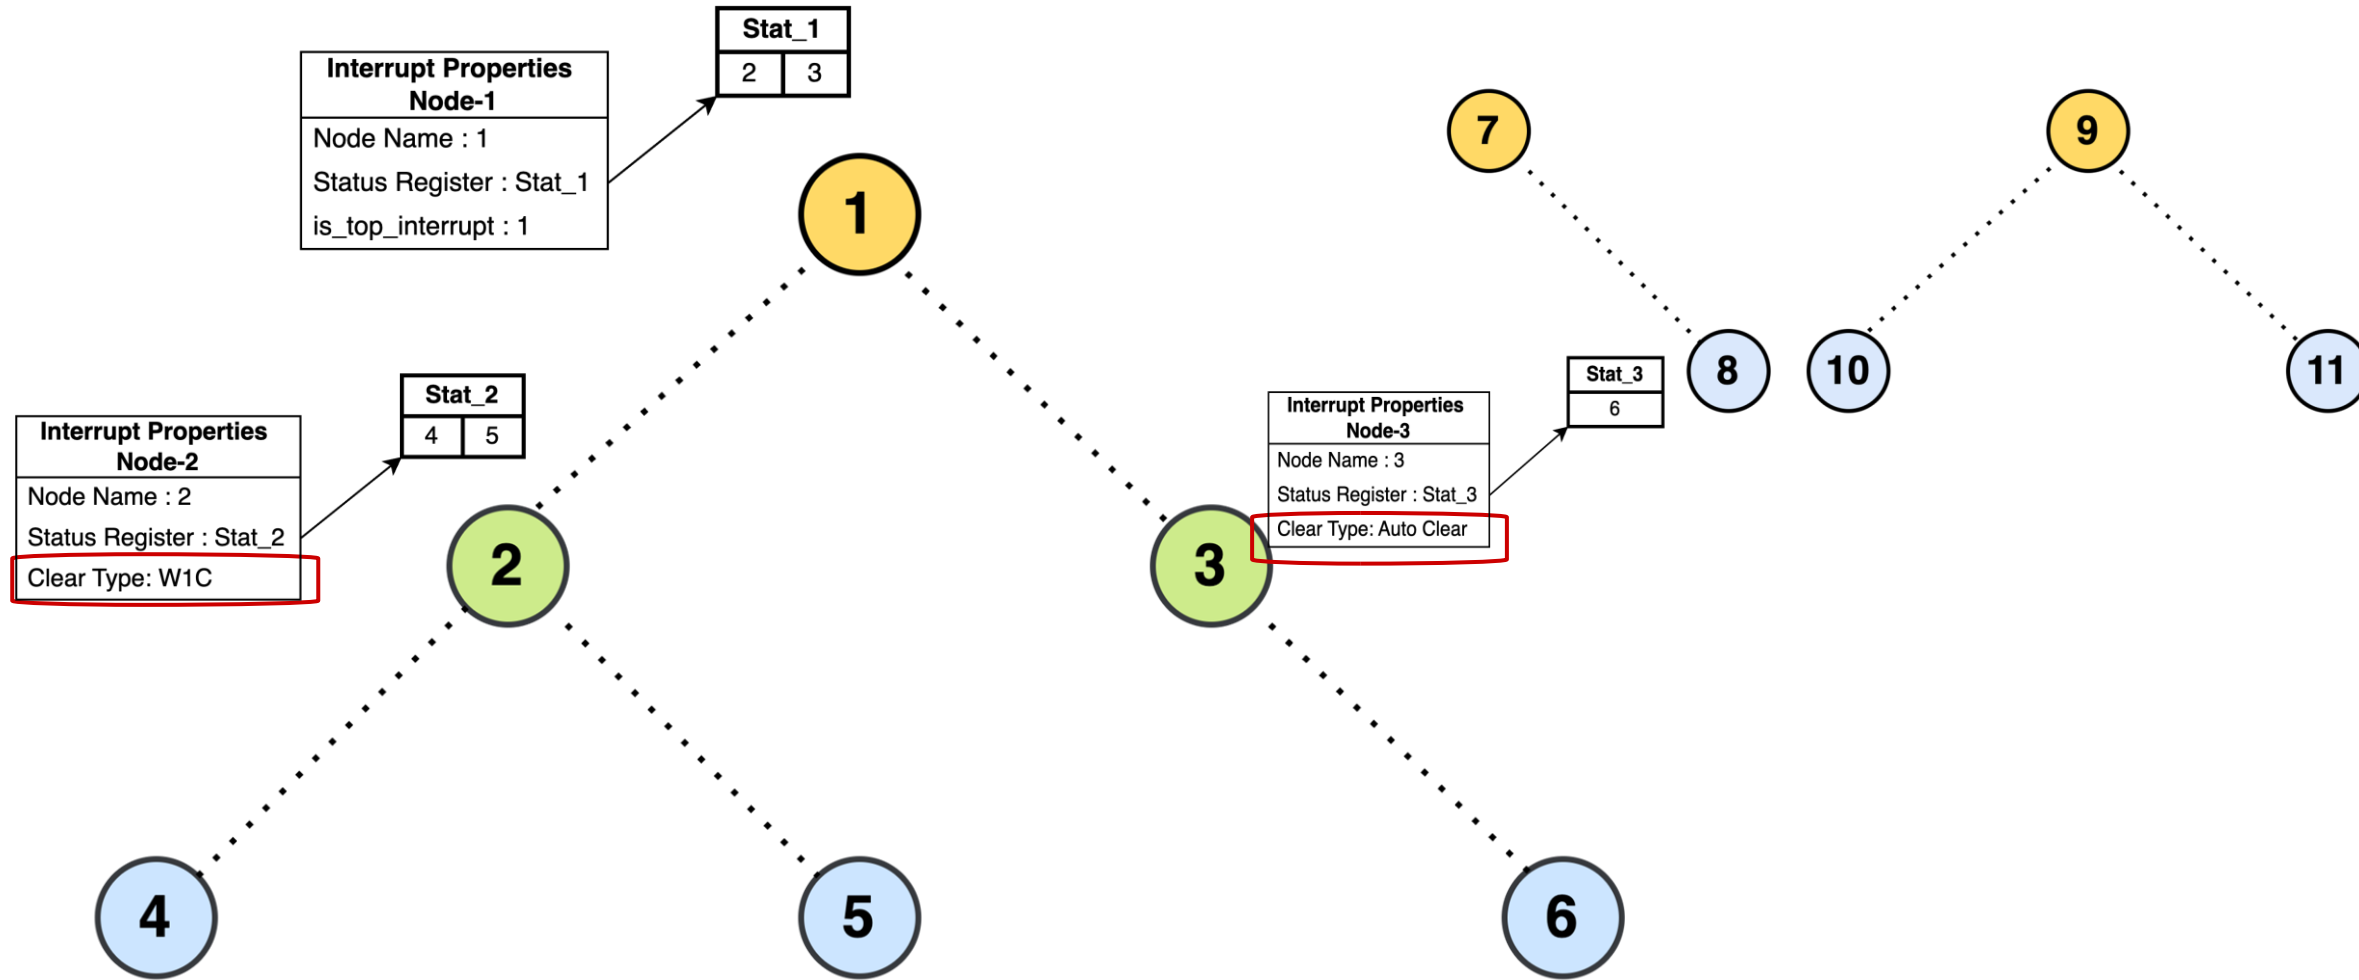 Stat_1
2 3
Interrupt Properties
Node-1
Node Name : 1
Status Register : Stat_1
is_top_interrupt : 1
1
7
9
8
10
11
Stat_2
4 5
Interrupt Properties
Node-2
Node Name : 2
Status Register : Stat_2
Clear Type: W1C
2
Stat_3
6
Interrupt Properties
Node-3
Node Name : 3
Status Register : Stat_3
Clear Type: Auto Clear
3
4
5
6